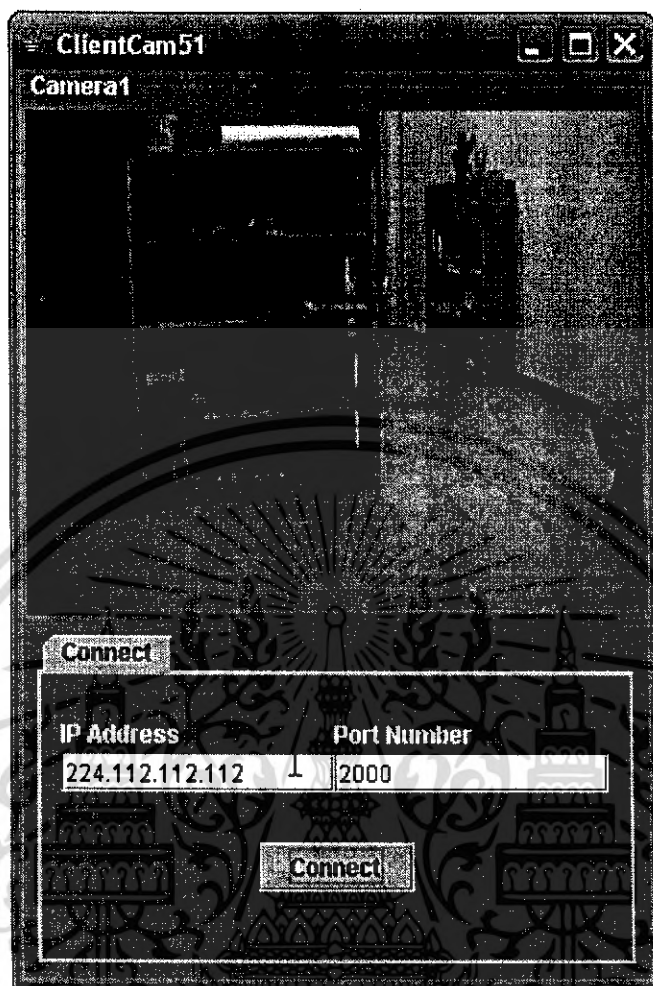 ClientCam51
Camera1
Connect
IP Address Port Number
224.112.112.112 2000
Connect